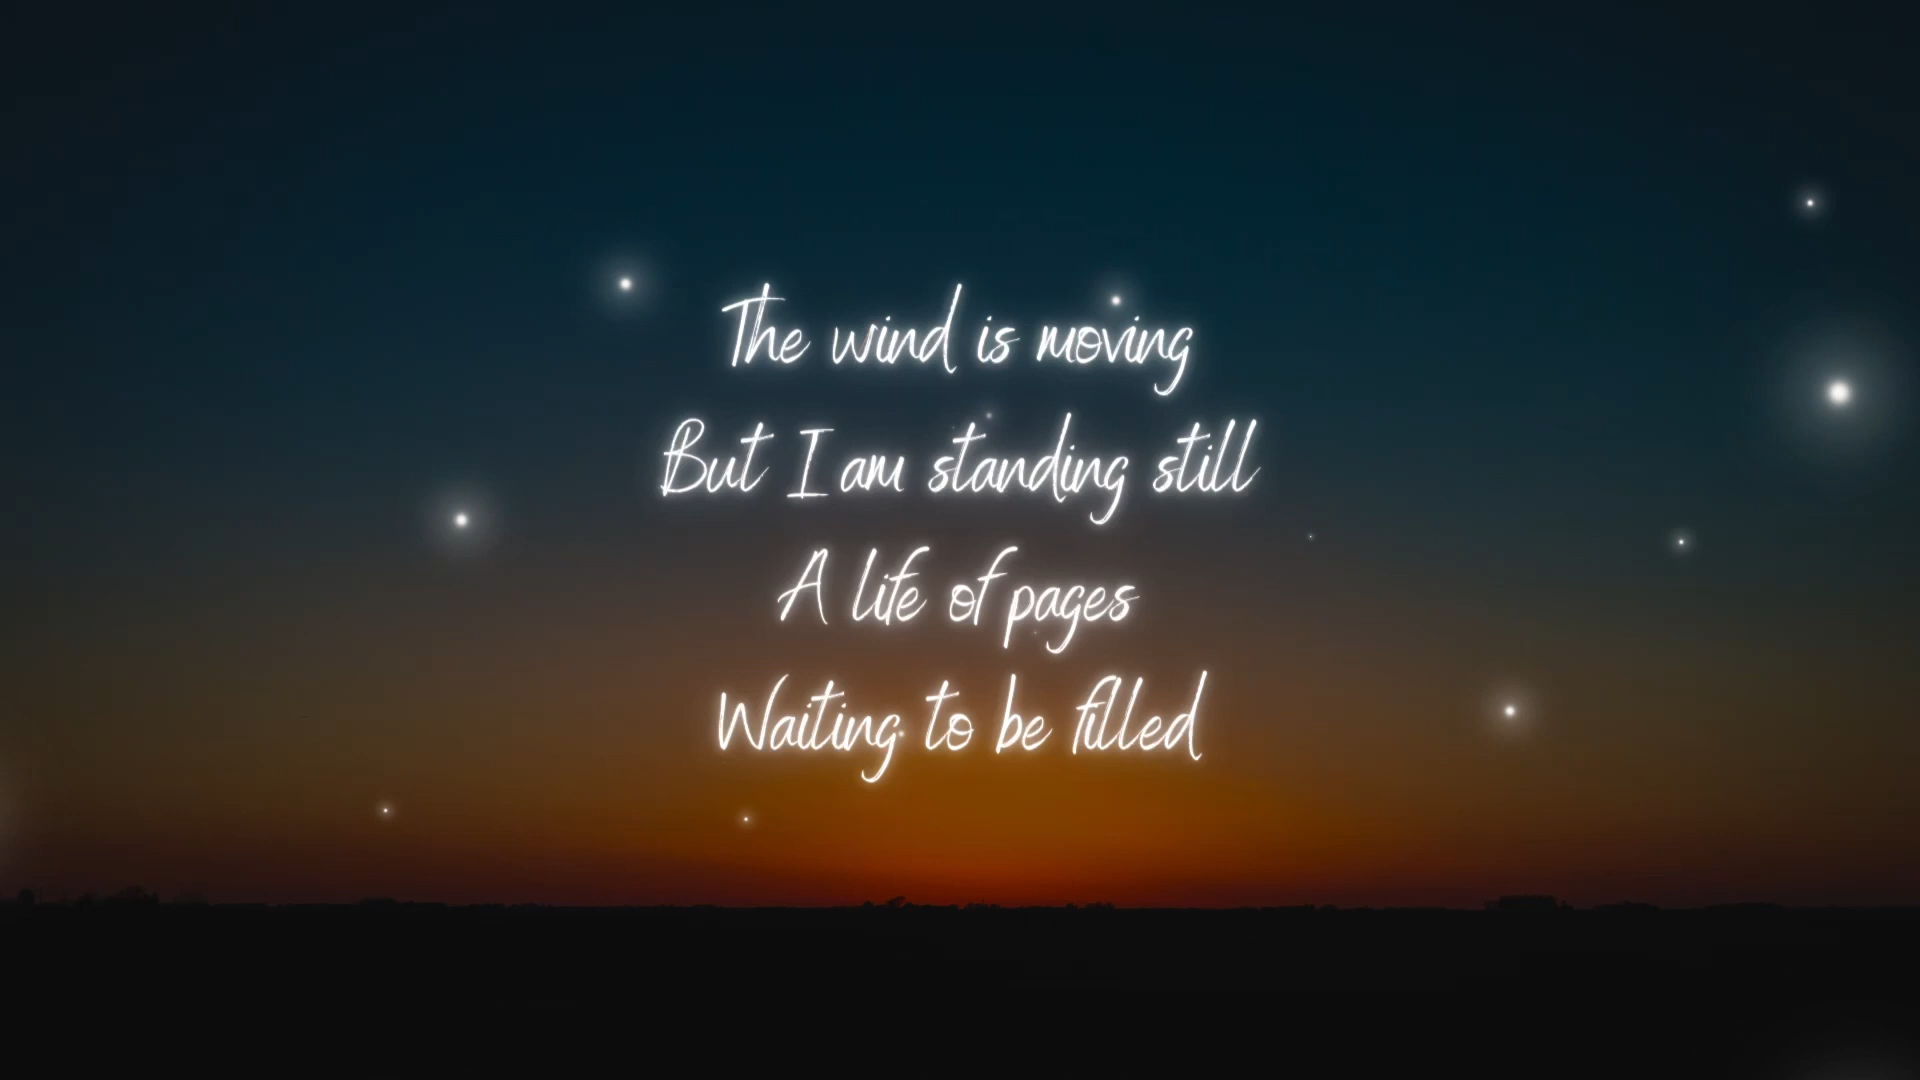 The wind is moving
But I am standing still
A life of pages
Waiting to be filled